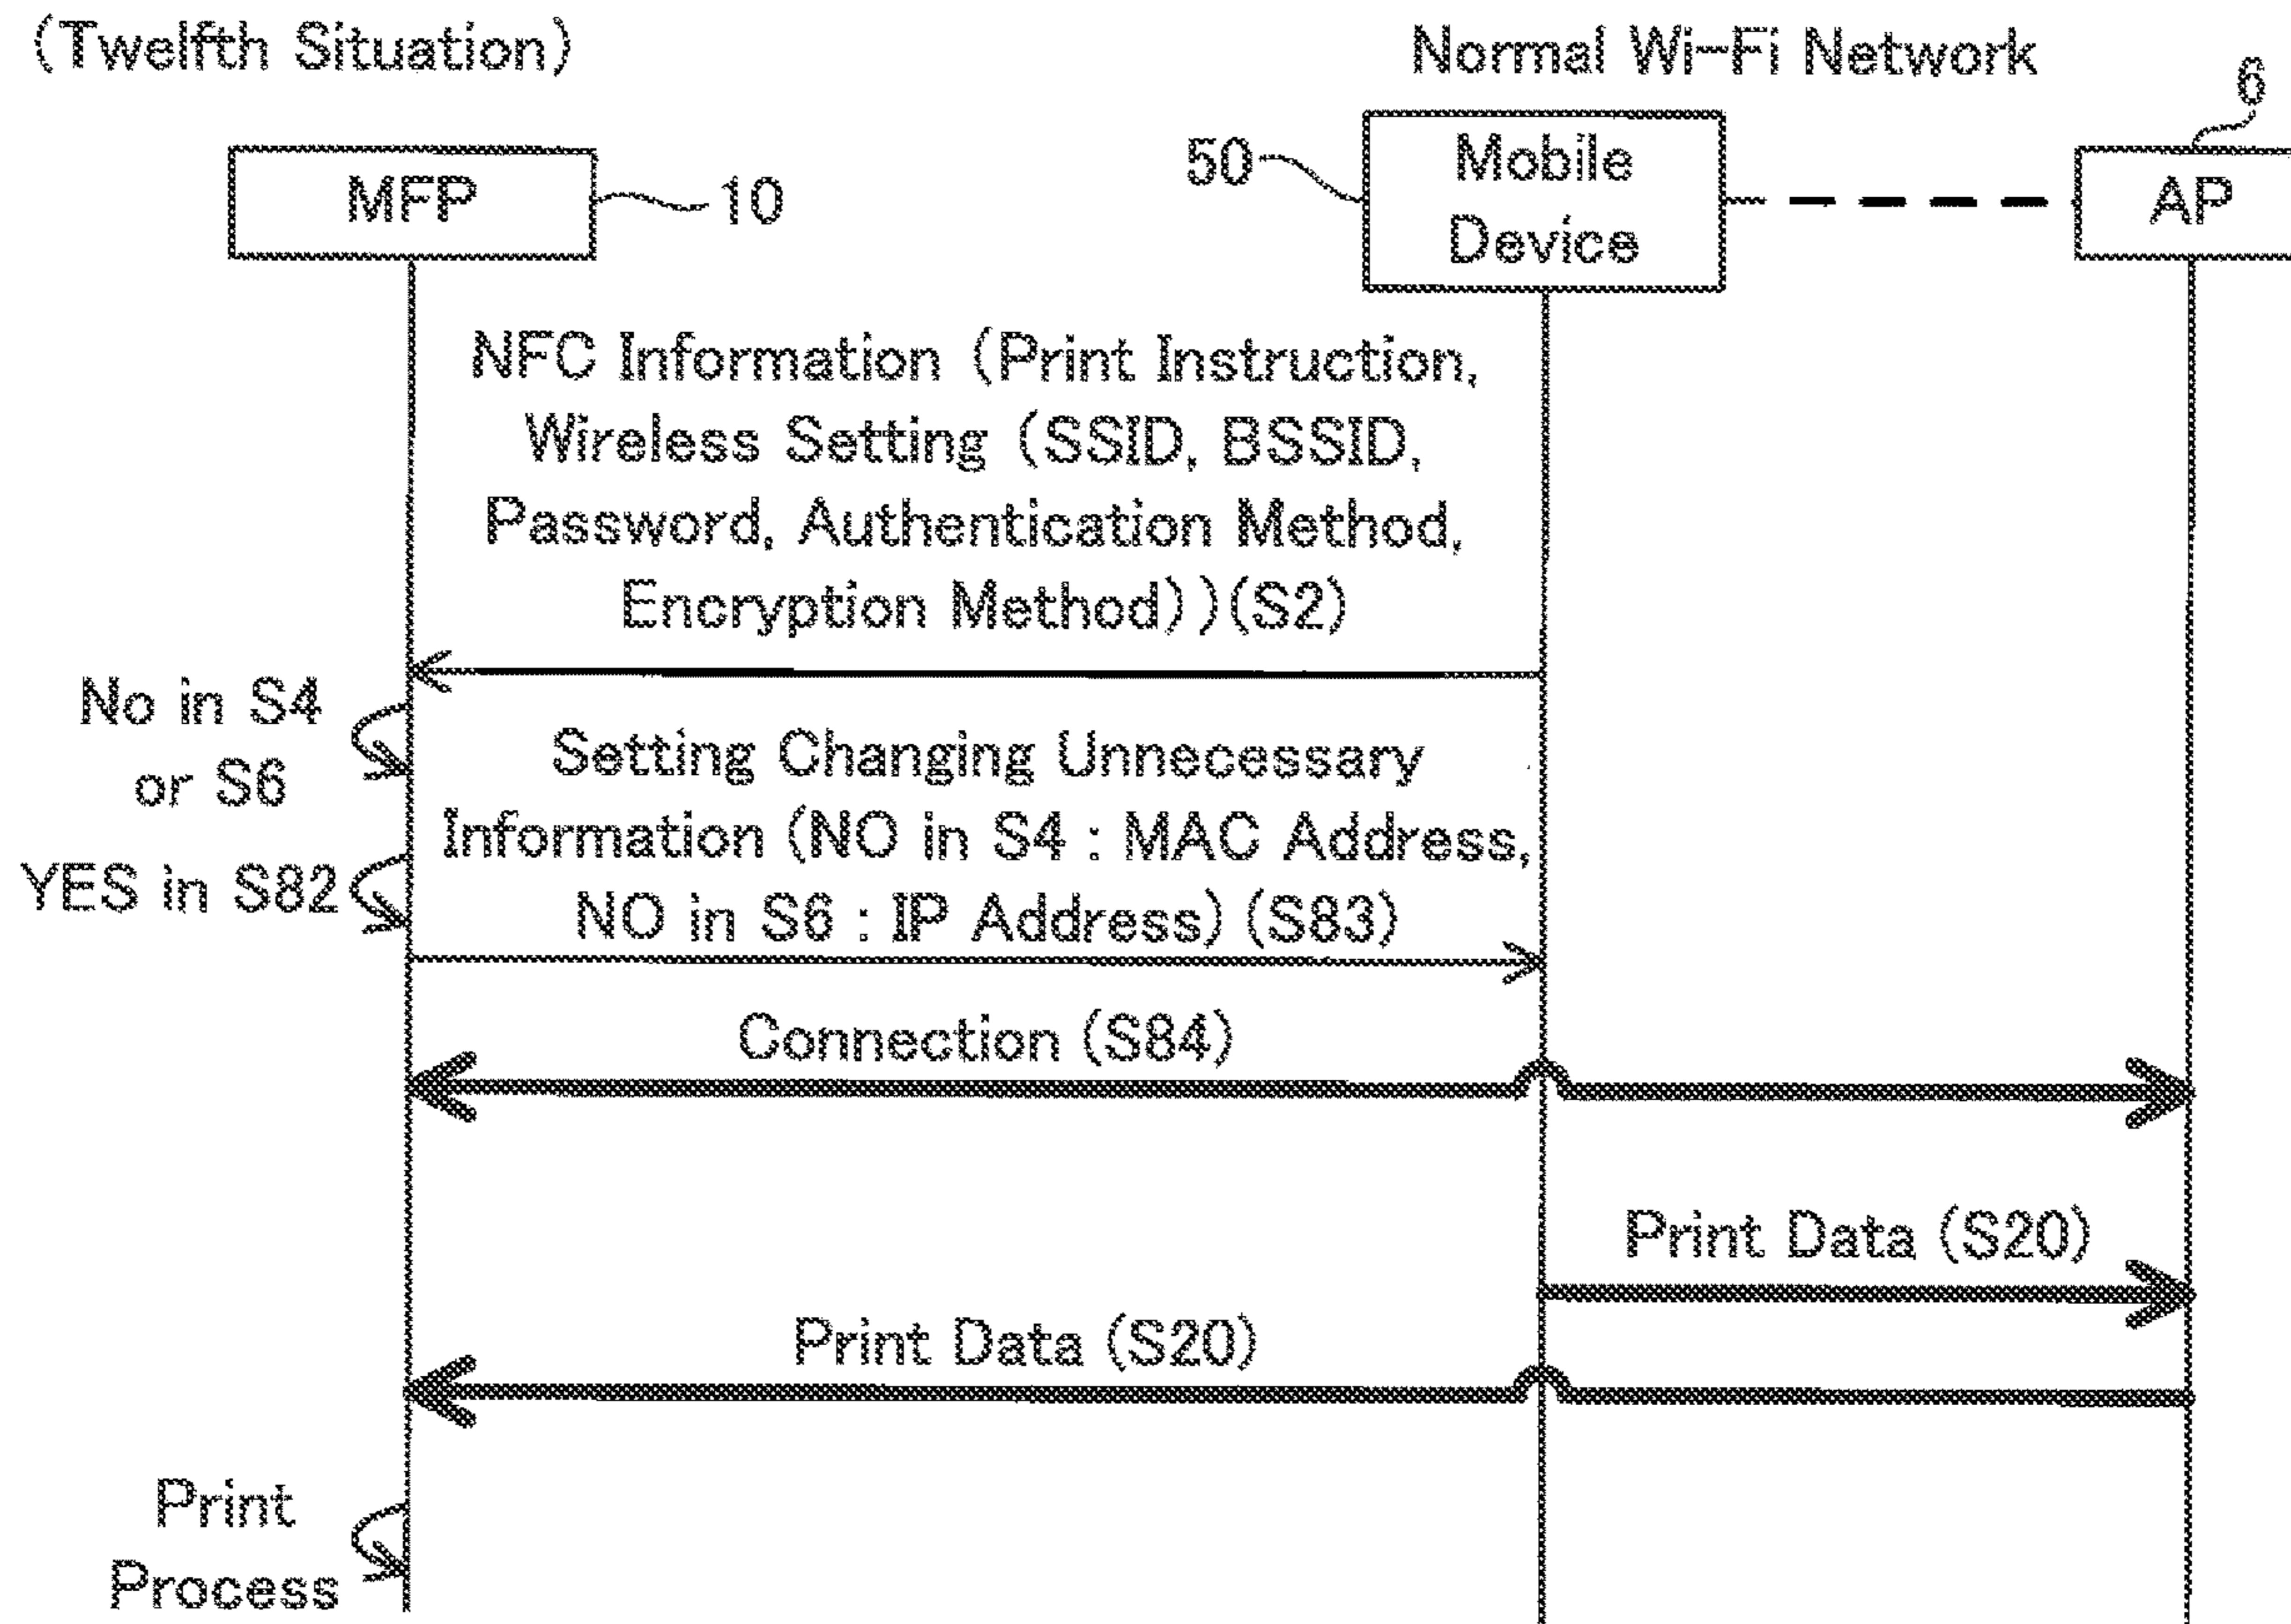 (Twelfth Situation)
Normal Wi-Fi Network
6
MFP
10
50
Mobile
Device
AP
NFC Information (Print Instruction,
Wireless Setting (SSID, BSSID,
Password, Authentication Method,
Encryption Method))(S2)
No in S4
or S6
Setting Changing Unnecessary
Information (NO in S4 : MAC Address,
NO in S6 : IP Address) (S83)
YES in S82
Connection (S84)
Print Data (S20)
Print Data (S20)
Print
Process